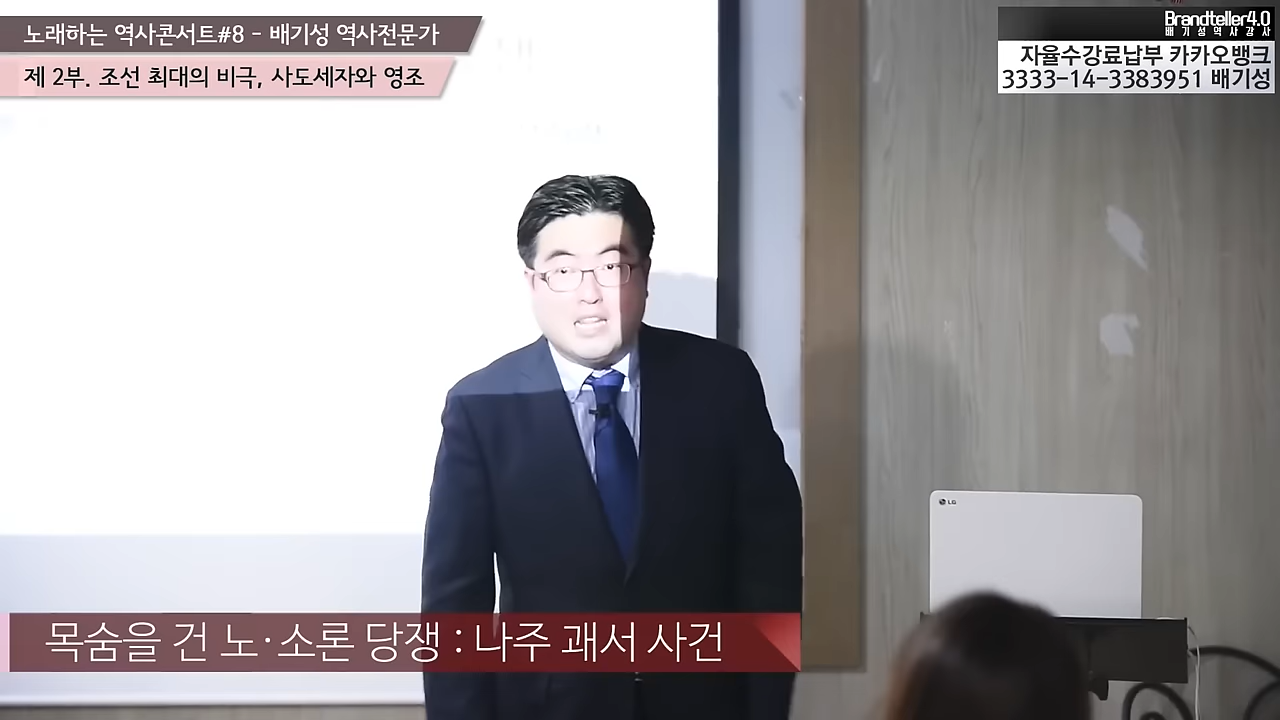 노래하는 역사콘서트#8 - 배기성 역사전문가
제 2부. 조선 최대의 비극, 사도세자와 영조
Brandteller4.0
배기성역사강사
자율수강료납부 카카오뱅크
3333-14-3383951 배기성
LG
목숨을 건 노·소론 당쟁 : 나주 괘서 사건